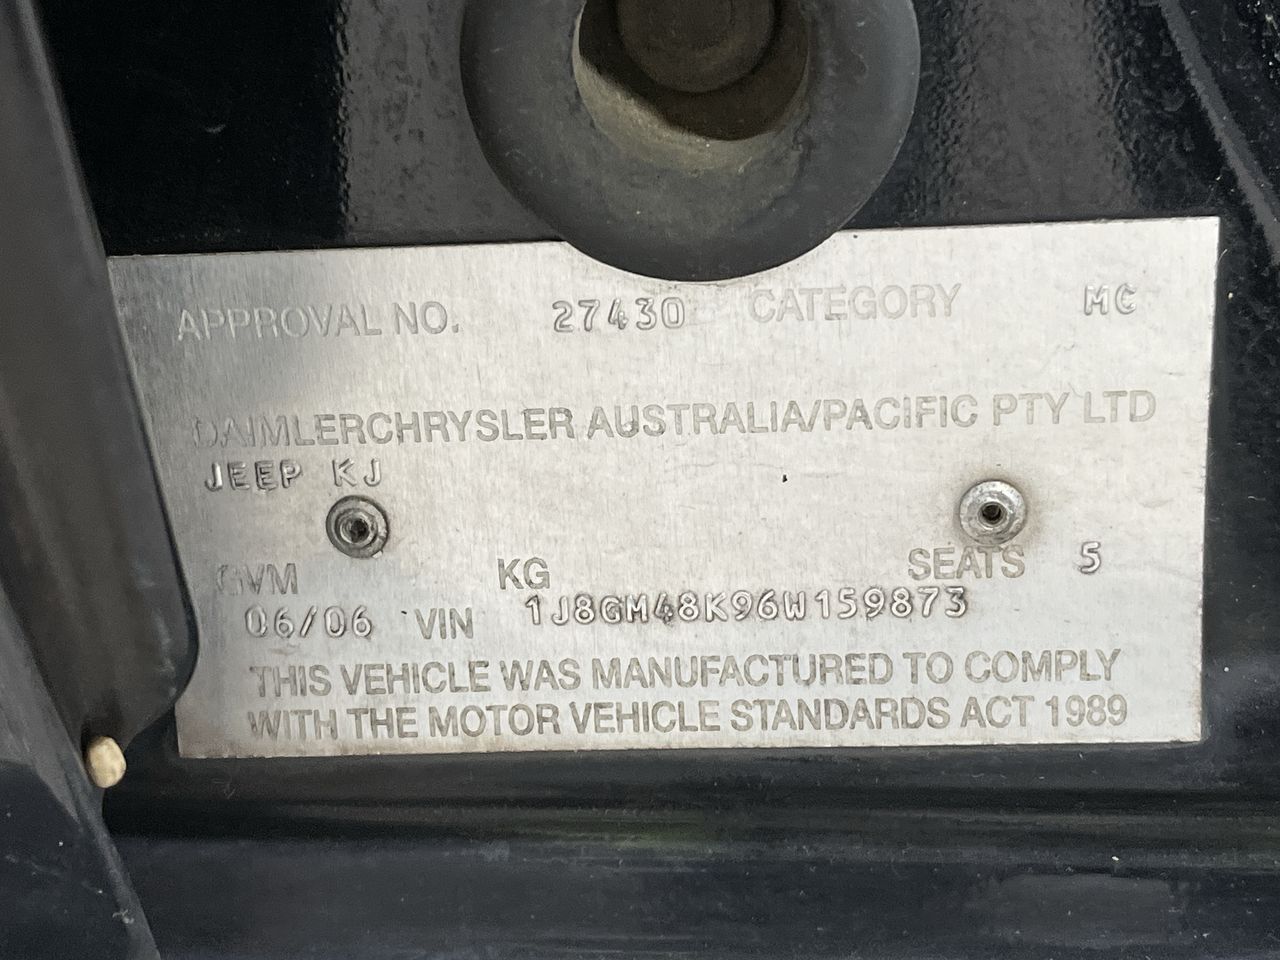 APPROVAL NO. 27430 CATEGORY MC
DAIMLERCHRYSLER AUSTRALIA/PACIFIC PTY LTD
JEEP KJ
GVM KG SEATS 5
06/06 VIN 1J8GM48K96W159873
THIS VEHICLE WAS MANUFACTURED TO COMPLY
WITH THE MOTOR VEHICLE STANDARDS ACT 1989